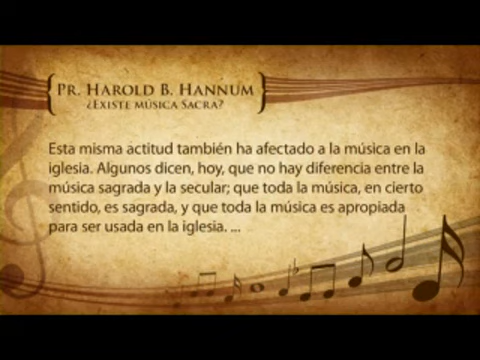 Pr. Harold B. Hannum
¿Existe música Sacra?
Esta misma actitud también ha afectado a la música en la
iglesia. Algunos dicen, hoy, que no hay diferencia entre la
música sagrada y la secular; que toda la música, en cierto
sentido, es sagrada, y que toda la música es apropiada
para ser usada en la iglesia. ...